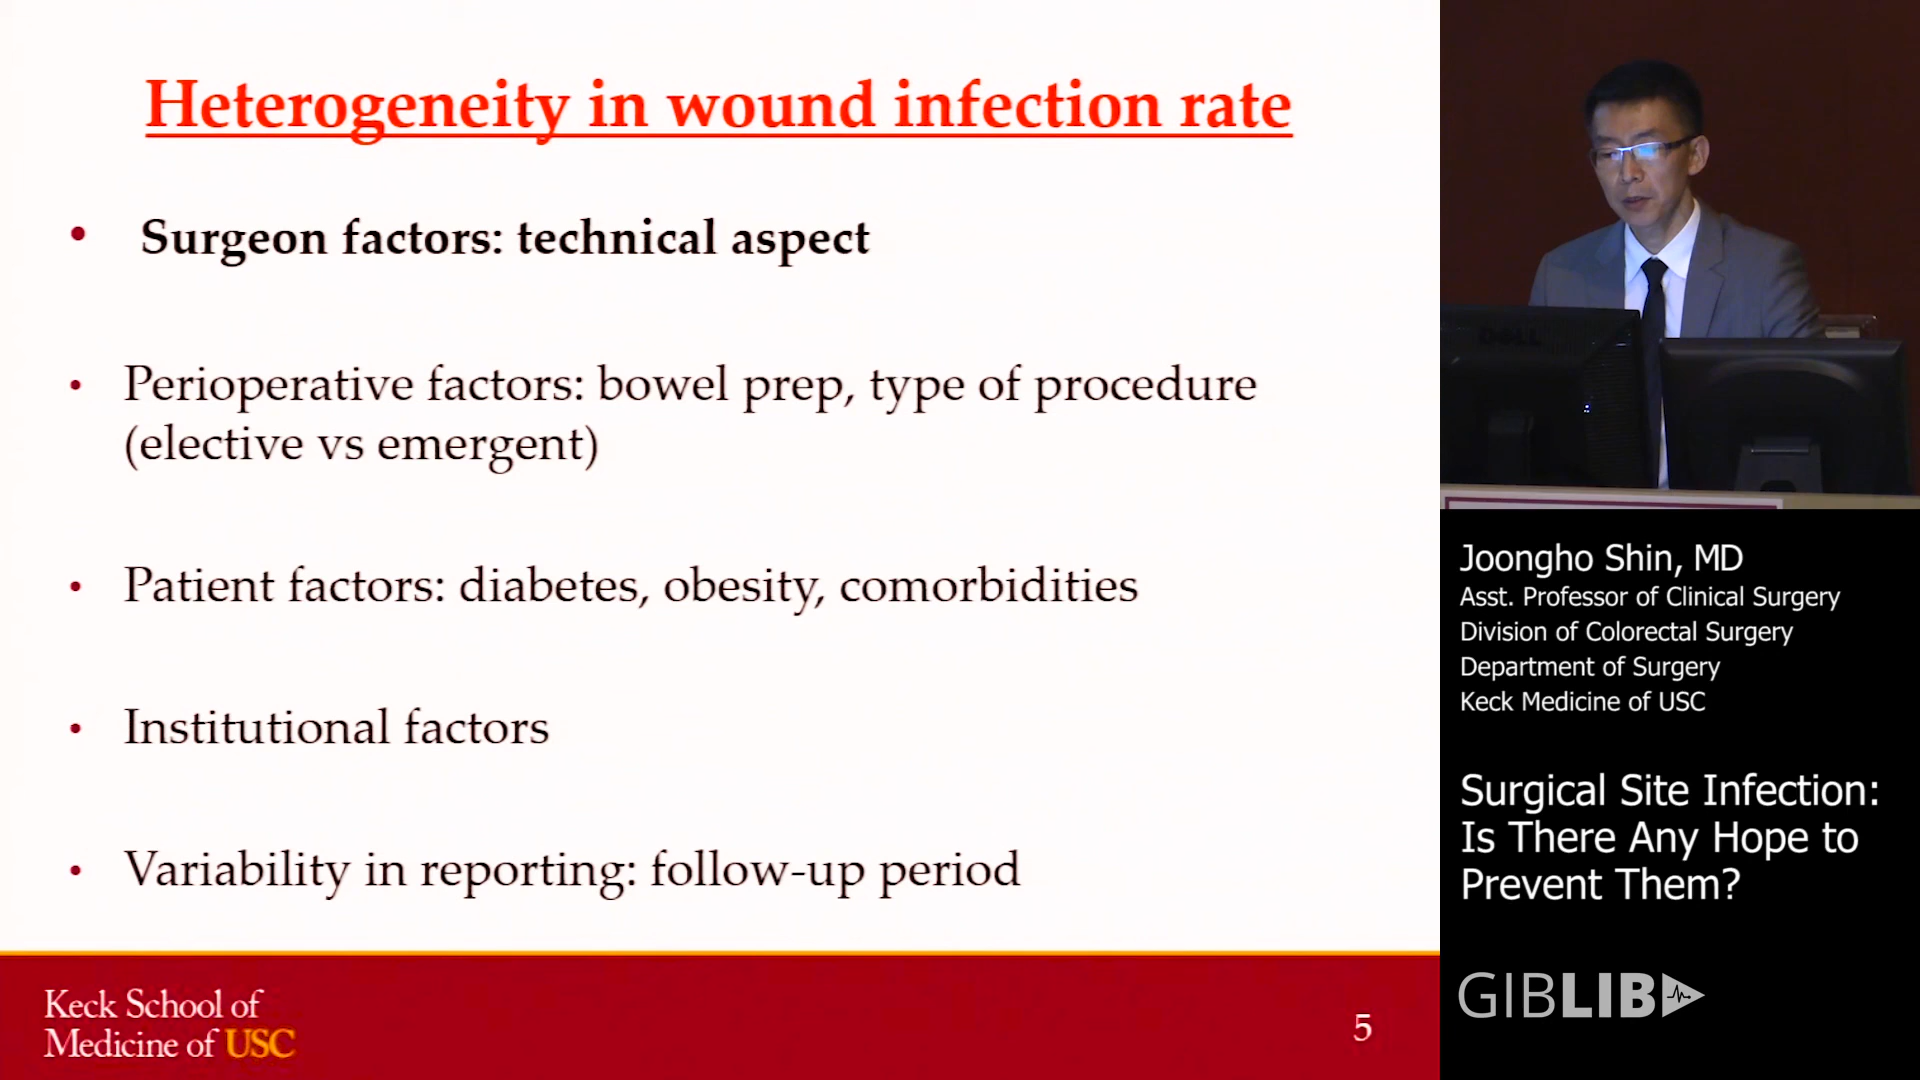 Heterogeneity in wound infection rate
• Surgeon factors: technical aspect
• Perioperative factors: bowel prep, type of procedure
(elective vs emergent)
• Patient factors: diabetes, obesity, comorbidities
• Institutional factors
• Variability in reporting: follow-up period
Keck School of
Medicine of USC
5
DELL
Joongho Shin, MD
Asst. Professor of Clinical Surgery
Division of Colorectal Surgery
Department of Surgery
Keck Medicine of USC
Surgical Site Infection:
Is There Any Hope to
Prevent Them?
GIBLIB